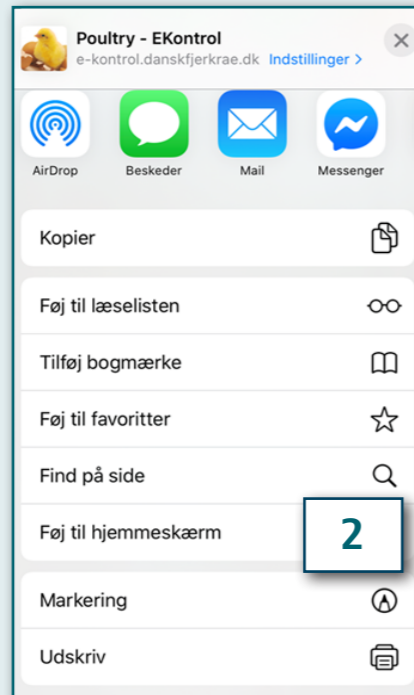 Poultry - EKontrol
e-kontrol.danskfjerkrae.dk Indstillinger >
AirDrop
Beskeder
Mail
Messenger
Kopier
Føj til læselisten
Tilføj bogmærke
Føj til favoritter
Find på side
Føj til hjemmeskærm
2
Markering
Udskriv